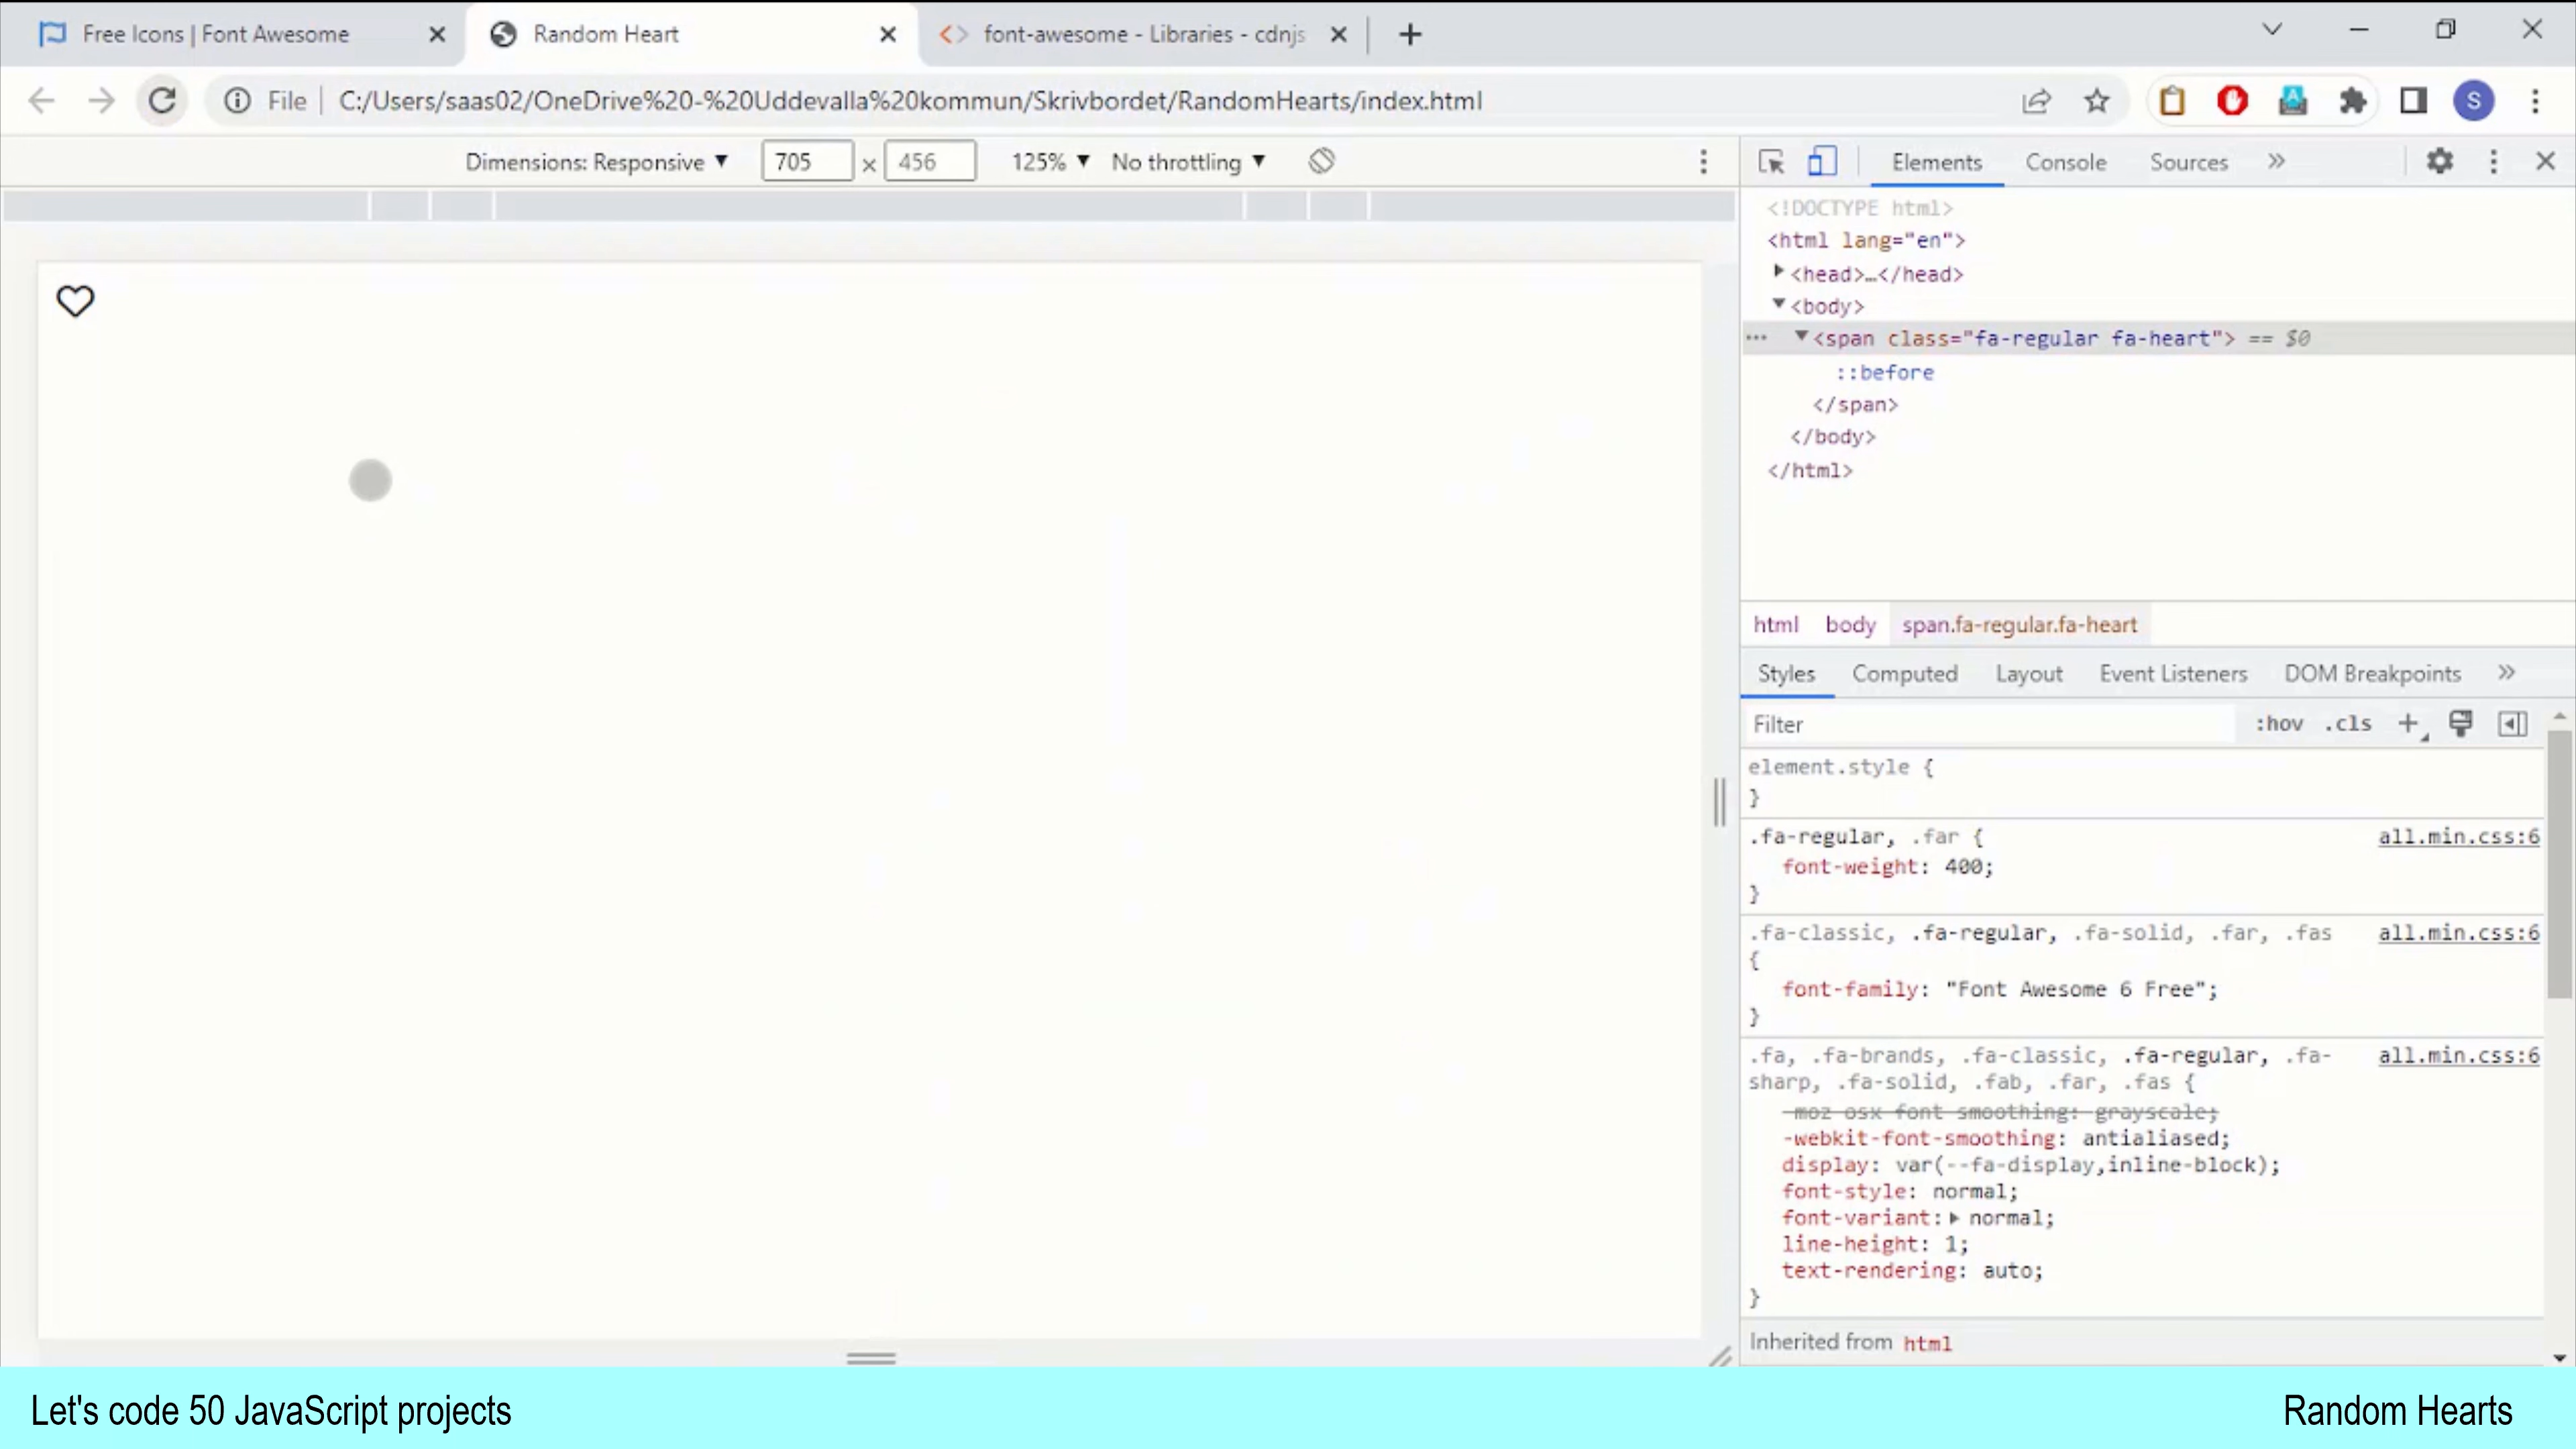 Free Icons | Font Awesome
Random Heart
font-awesome - Libraries - cdnjs
File | C:/Users/saas02/OneDrive%20-%20Uddevalla%20kommun/Skrivbordet/RandomHearts/index.html
S
Dimensions: Responsive ▼ 705 x 456 125% ▼ No throttling ▼
Elements Console Sources »
<!DOCTYPE html>
<html lang="en">
<head>…</head>
<body>
<span class="fa-regular fa-heart"> == $0
::before
</span>
</body>
</html>
html body span.fa-regular.fa-heart
Styles Computed Layout Event Listeners DOM Breakpoints »
Filter :hov .cls +
element.style {
}
.fa-regular, .far { all.min.css:6
font-weight: 400;
}
.fa-classic, .fa-regular, .fa-solid, .far, .fas all.min.css:6
{
font-family: "Font Awesome 6 Free";
}
.fa, .fa-brands, .fa-classic, .fa-regular, .fa- all.min.css:6
sharp, .fa-solid, .fab, .far, .fas {
-moz-osx-font-smoothing: grayscale;
-webkit-font-smoothing: antialiased;
display: var(--fa-display,inline-block);
font-style: normal;
font-variant: normal;
line-height: 1;
text-rendering: auto;
}
Inherited from html
Let's code 50 JavaScript projects
Random Hearts